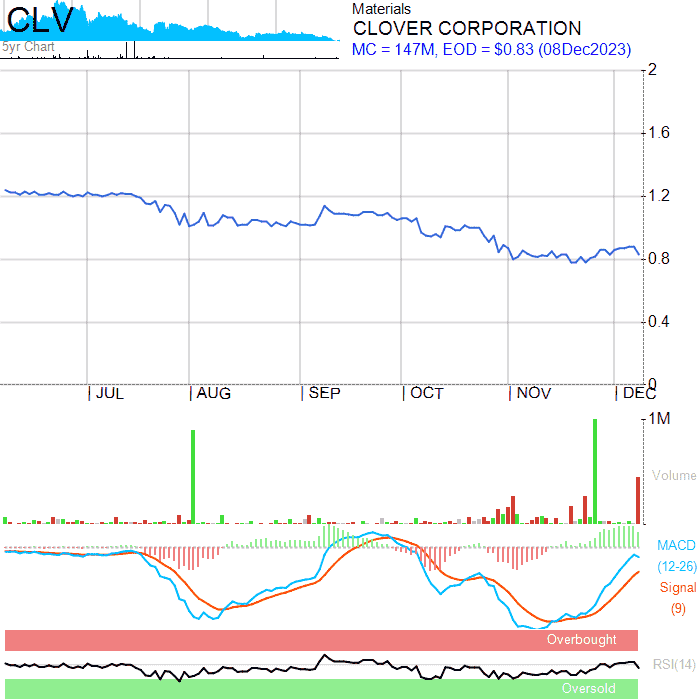 CLV
5yr Chart
Materials
CLOVER CORPORATION
MC = 147M, EOD = $0.83 (08Dec2023)
2
1.6
1.2
0.8
0.4
0
JUL AUG SEP OCT NOV DEC
1M
Volume
MACD
(12-26)
Signal
(9)
Overbought
RSI(14)
Oversold